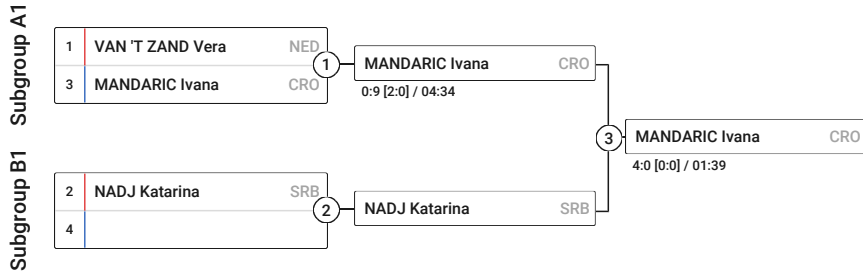 Subgroup A1
1 VAN 'T ZAND Vera NED
3 MANDARIC Ivana CRO
1
MANDARIC Ivana CRO
0:9 [2:0] / 04:34
3
MANDARIC Ivana CRO
4:0 [0:0] / 01:39
Subgroup B1
2 NADJ Katarina SRB
4
2
NADJ Katarina SRB